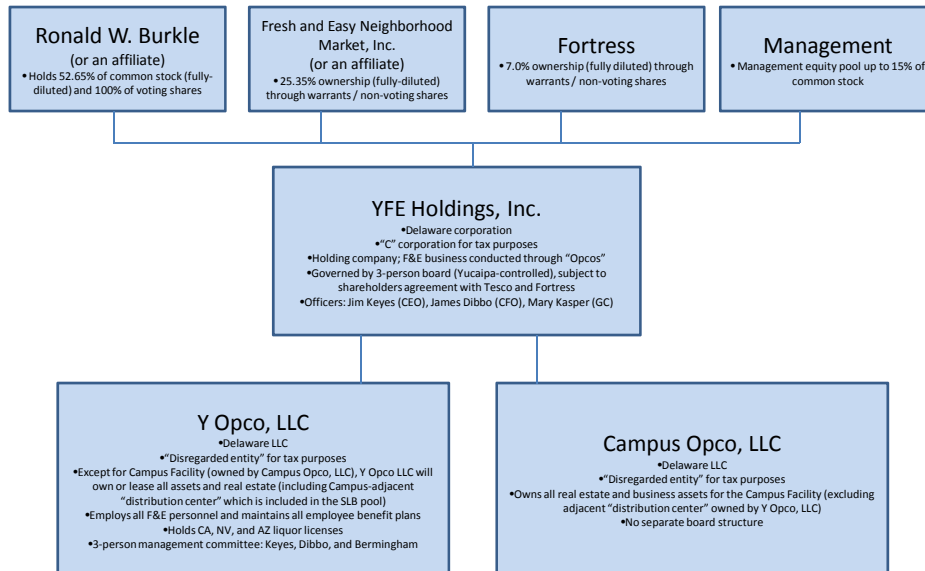 Ronald W. Burkle
(or an affiliate)
•Holds 52.65% of common stock (fully-
diluted) and 100% of voting shares
Fresh and Easy Neighborhood
Market, Inc.
(or an affiliate)
• 25.35% ownership (fully-diluted)
through warrants / non-voting shares
Fortress
• 7.0% ownership (fully diluted) through
warrants / non-voting shares
Management
• Management equity pool up to 15% of
common stock
YFE Holdings, Inc.
•Delaware corporation
•“C” corporation for tax purposes
•Holding company; F&E business conducted through “Opcos”
•Governed by 3-person board (Yucaipa-controlled), subject to
shareholders agreement with Tesco and Fortress
•Officers: Jim Keyes (CEO), James Dibbo (CFO), Mary Kasper (GC)
Y Opco, LLC
•Delaware LLC
•“Disregarded entity” for tax purposes
•Except for Campus Facility (owned by Campus Opco, LLC), Y Opco LLC will
own or lease all assets and real estate (including Campus-adjacent
“distribution center” which is included in the SLB pool)
•Employs all F&E personnel and maintains all employee benefit plans
•Holds CA, NV, and AZ liquor licenses
•3-person management committee: Keyes, Dibbo, and Bermingham
Campus Opco, LLC
•Delaware LLC
•“Disregarded entity” for tax purposes
•Owns all real estate and business assets for the Campus Facility (excluding
adjacent “distribution center” owned by Y Opco, LLC)
•No separate board structure